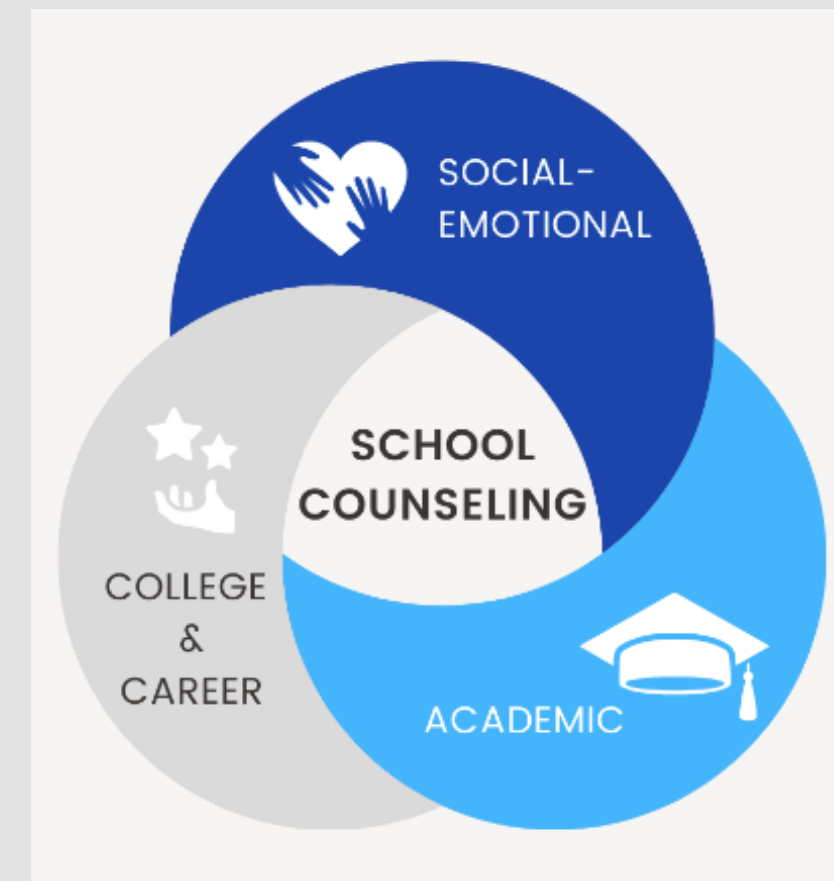 SOCIAL-
EMOTIONAL
SCHOOL
COUNSELING
COLLEGE
&
CAREER
ACADEMIC